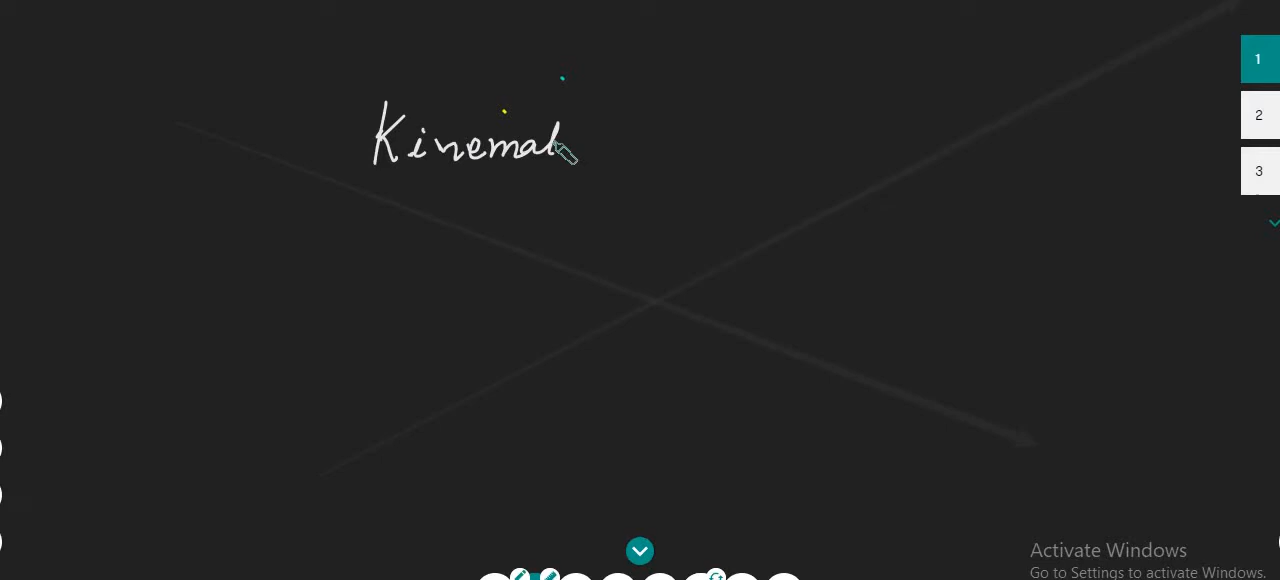 Kinemat
1
2
3
Activate Windows
Go to Settings to activate Windows.